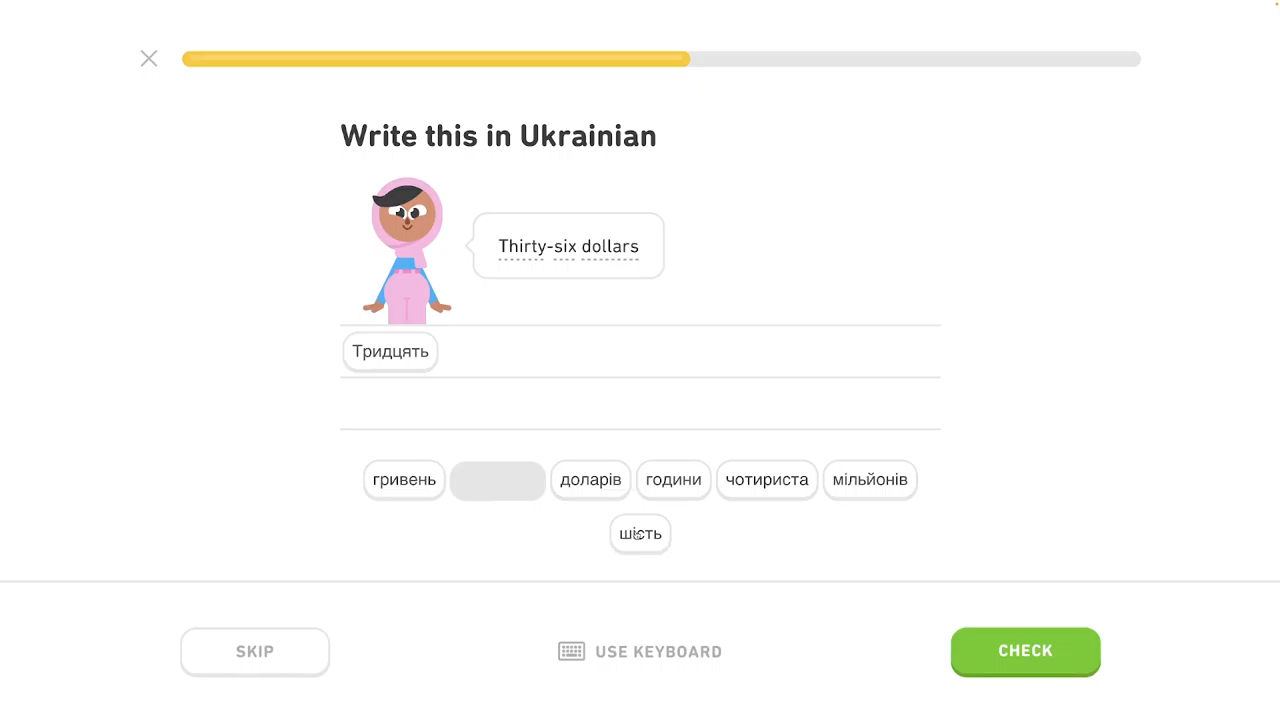 Write this in Ukrainian
Thirty-six dollars
Тридцять
гривень доларів години чотириста мільйонів
шість
SKIP USE KEYBOARD CHECK